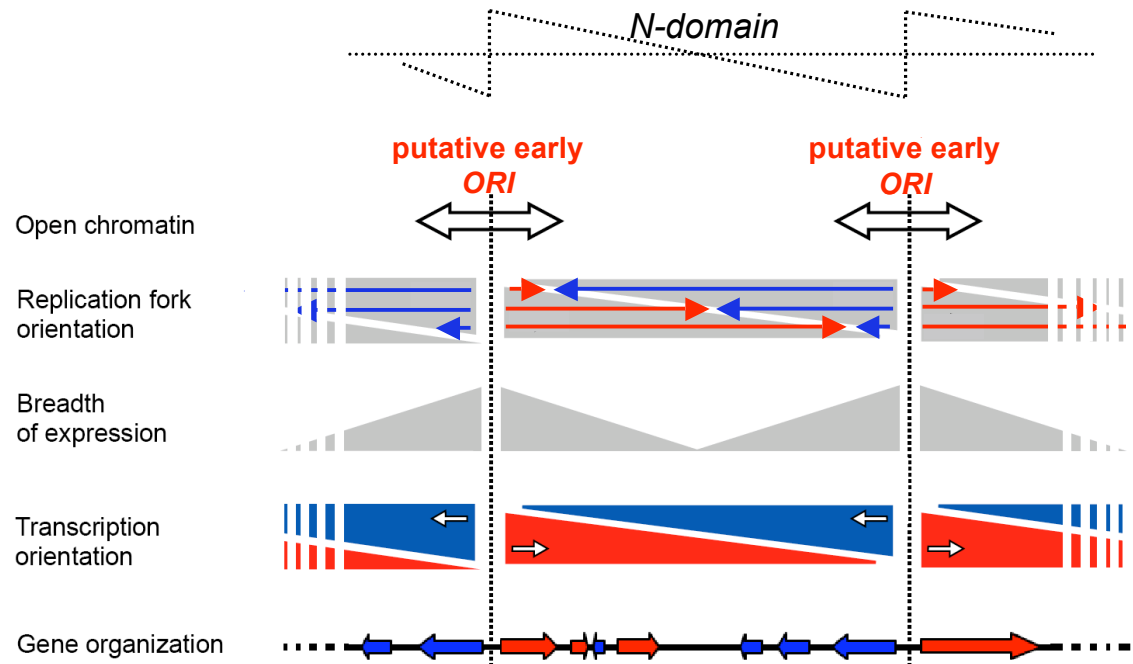 N-domain
putative early
ORI
putative early
ORI
Open chromatin
Replication fork
orientation
Breadth
of expression
Transcription
orientation
Gene organization